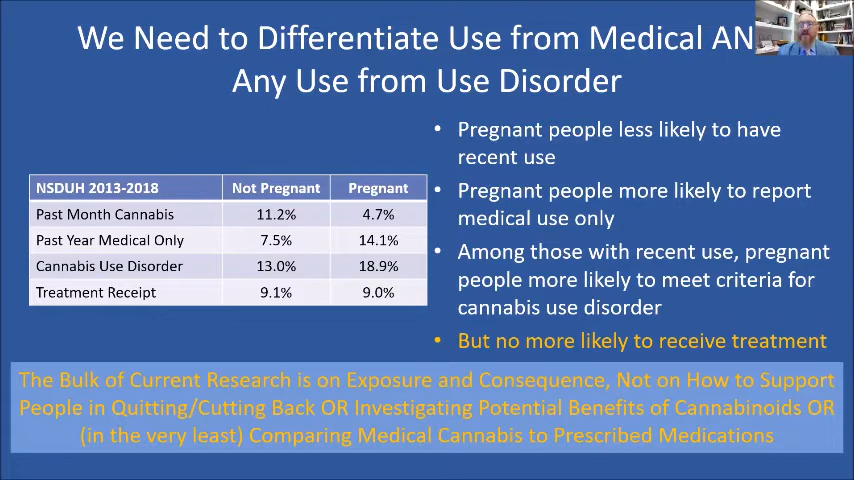 We Need to Differentiate Use from Medical AN
Any Use from Use Disorder
NSDUH 2013-2018 Not Pregnant Pregnant
Past Month Cannabis 11.2% 4.7%
Past Year Medical Only 7.5% 14.1%
Cannabis Use Disorder 13.0% 18.9%
Treatment Receipt 9.1% 9.0%
• Pregnant people less likely to have
recent use
• Pregnant people more likely to report
medical use only
• Among those with recent use, pregnant
people more likely to meet criteria for
cannabis use disorder
• But no more likely to receive treatment
The Bulk of Current Research is on Exposure and Consequence, Not on How to Support
People in Quitting/Cutting Back OR Investigating Potential Benefits of Cannabinoids OR
(in the very least) Comparing Medical Cannabis to Prescribed Medications